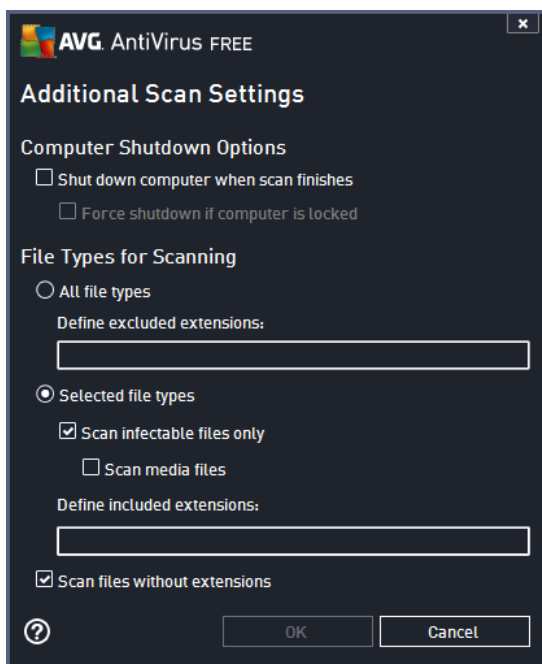 AVG. AntiVirus FREE
x
Additional Scan Settings
Computer Shutdown Options
Shut down computer when scan finishes
Force shutdown if computer is locked
File Types for Scanning
All file types
Define excluded extensions:
Selected file types
Scan infectable files only
Scan media files
Define included extensions:
Scan files without extensions
?
OK Cancel